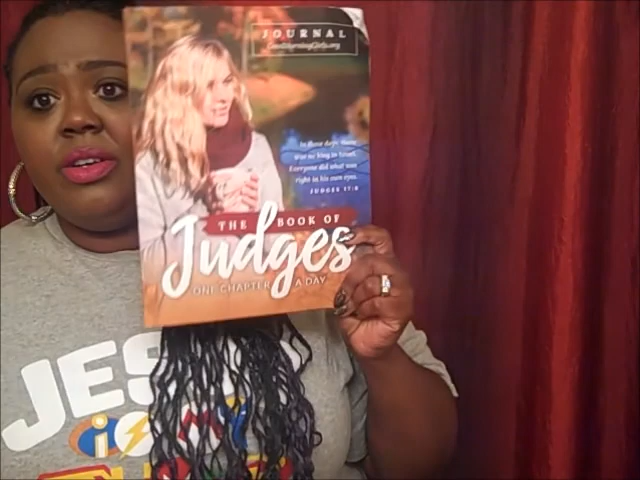 JOURNAL
GoodMorningGirls.org
In those days, there
was no king in Israel.
Everyone did what was
right in his own eyes.
JUDGES 17:6
THE BOOK OF
Judges
ONE CHAPTER A DAY
JES
is